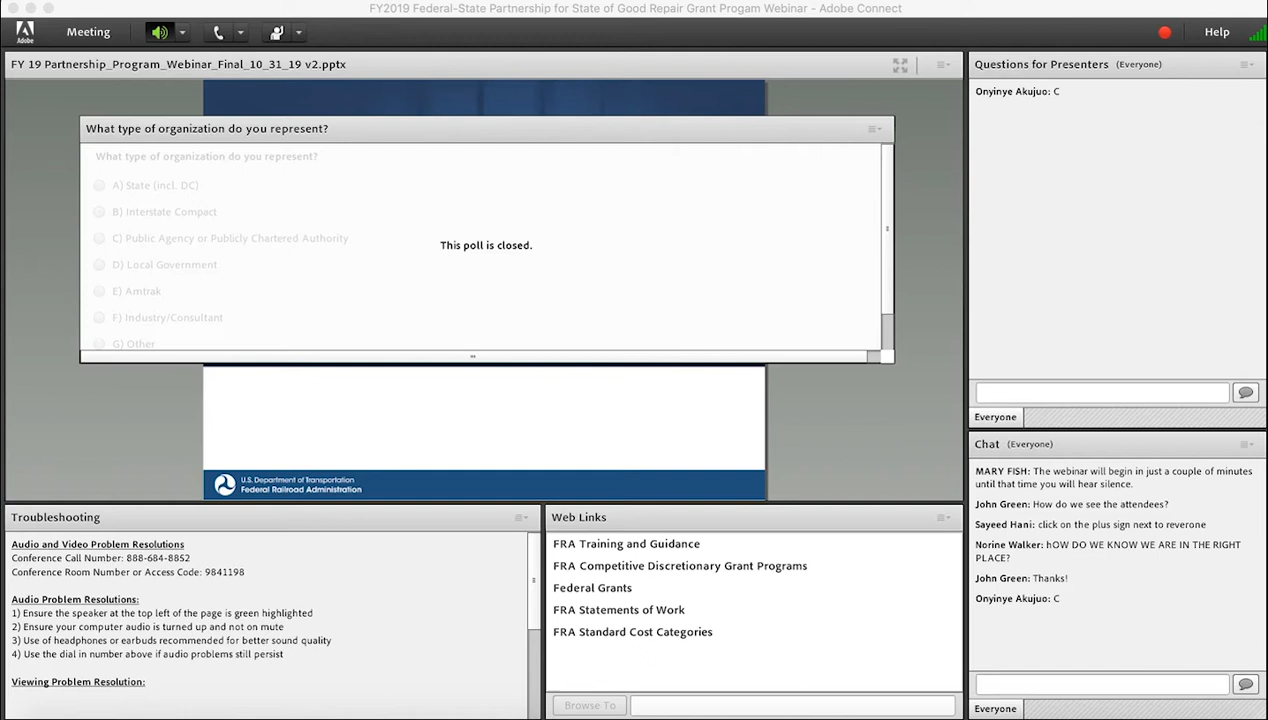 FY2019 Federal-State Partnership for State of Good Repair Grant Progam Webinar - Adobe Connect
Adobe
Meeting
Help
FY 19 Partnership_Program_Webinar_Final_10_31_19 v2.pptx
What type of organization do you represent?
What type of organization do you represent?
A) State (incl. DC)
B) Interstate Compact
C) Public Agency or Publicly Chartered Authority
D) Local Government
E) Amtrak
F) Industry/Consultant
G) Other
This poll is closed.
U.S. Department of Transportation
Federal Railroad Administration
Questions for Presenters (Everyone)
Onyinye Akujuo: C
Everyone
Chat (Everyone)
MARY FISH: The webinar will begin in just a couple of minutes
until that time you will hear silence.
John Green: How do we see the attendees?
Sayeed Hani: click on the plus sign next to reverone
Norine Walker: hOW DO WE KNOW WE ARE IN THE RIGHT
PLACE?
John Green: Thanks!
Onyinye Akujuo: C
Everyone
Troubleshooting
Audio and Video Problem Resolutions
Conference Call Number: 888-684-8852
Conference Room Number or Access Code: 9841198
Audio Problem Resolutions:
1) Ensure the speaker at the top left of the page is green highlighted
2) Ensure your computer audio is turned up and not on mute
3) Use of headphones or earbuds recommended for better sound quality
4) Use the dial in number above if audio problems still persist
Viewing Problem Resolution:
Web Links
FRA Training and Guidance
FRA Competitive Discretionary Grant Programs
Federal Grants
FRA Statements of Work
FRA Standard Cost Categories
Browse To